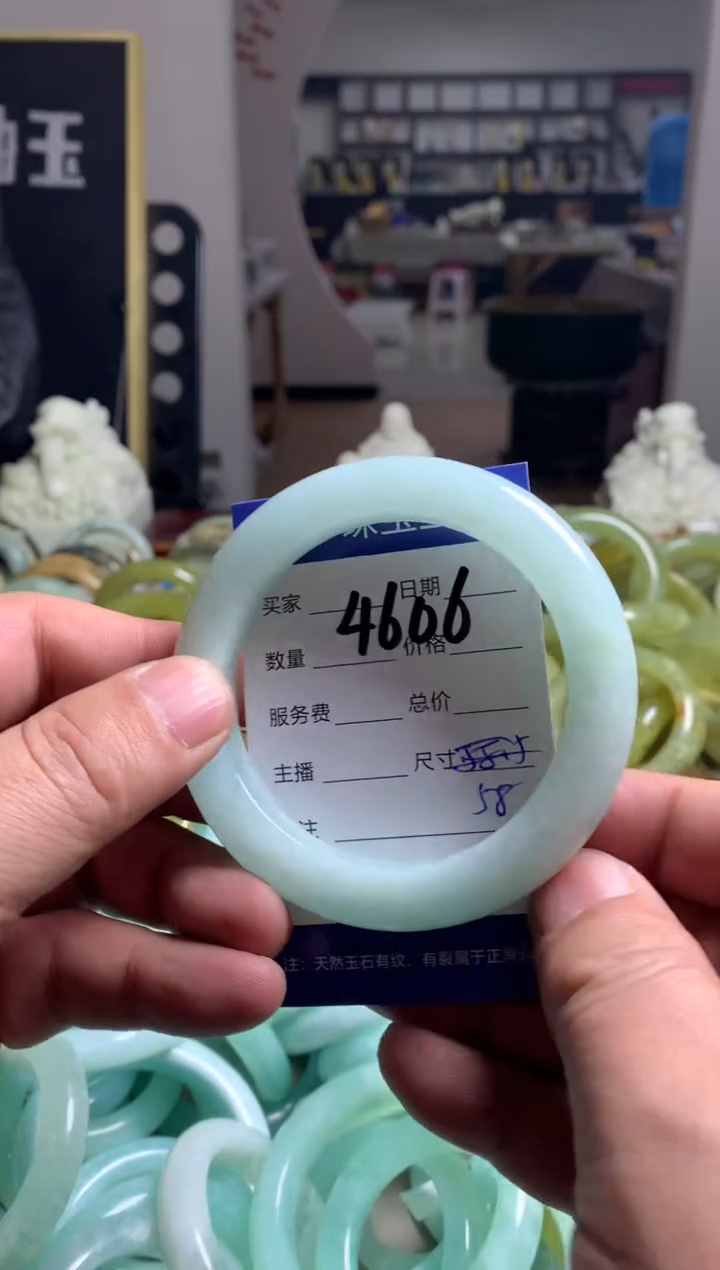 玉
买家 日期
4606
数量 价格
服务费 总价
主播 尺寸
58
注
注：天然玉石有纹、有裂属于正